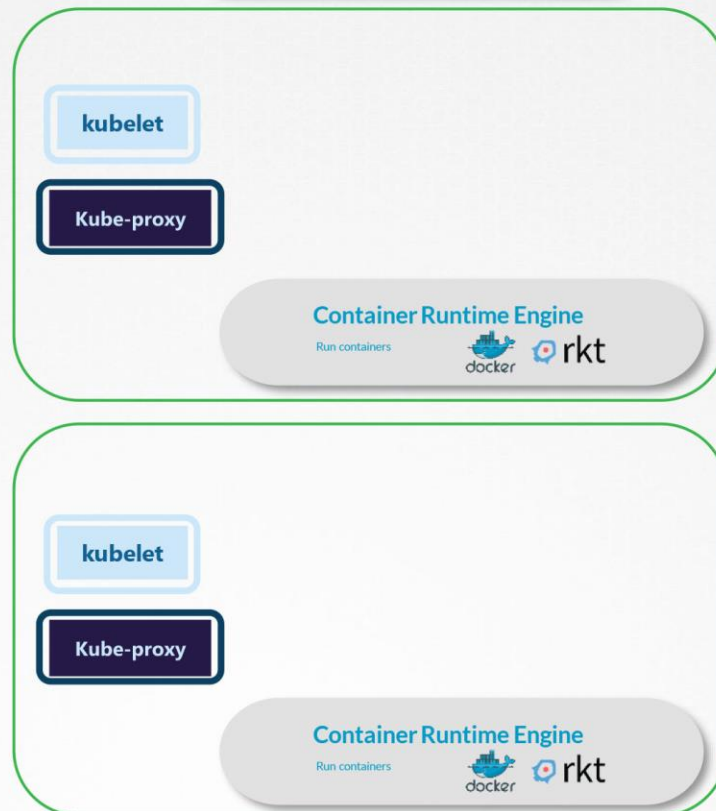 kubelet
Kube-proxy
Container Runtime Engine
Run containers
docker
rkt
kubelet
Kube-proxy
Container Runtime Engine
Run containers
docker
rkt